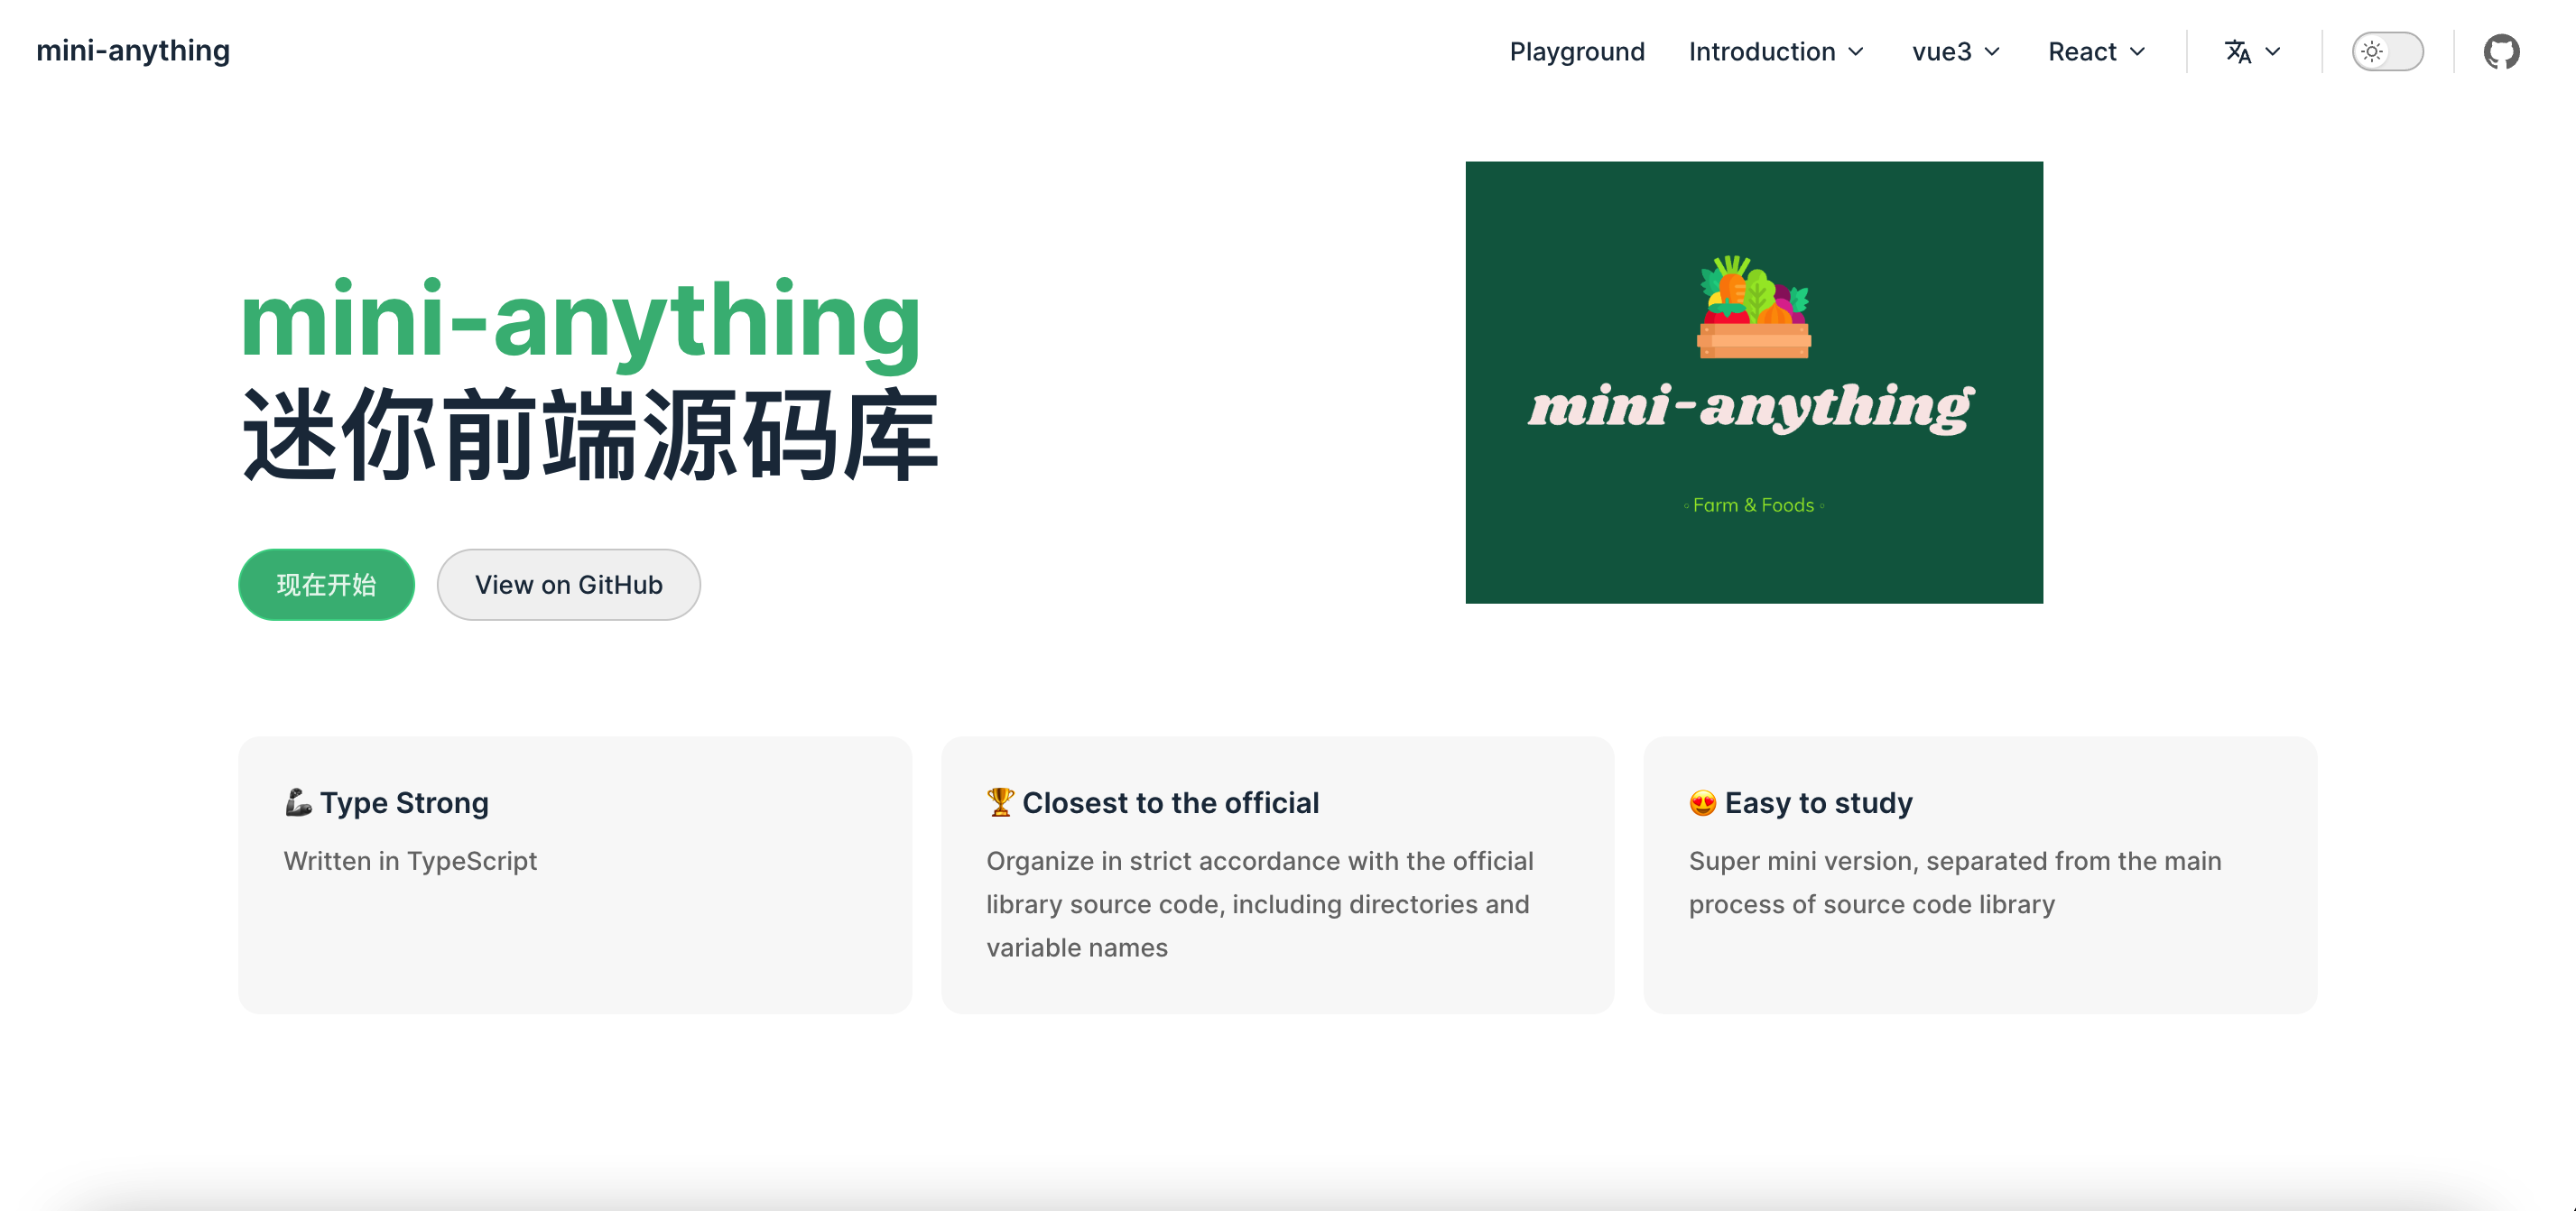 mini-anything
Playground
Introduction
vue3
React
mini-anything
迷你前端源码库
现在开始
View on GitHub
mini-anything
◦ Farm & Foods ◦
Type Strong
Written in TypeScript
Closest to the official
Organize in strict accordance with the official
library source code, including directories and
variable names
Easy to study
Super mini version, separated from the main
process of source code library